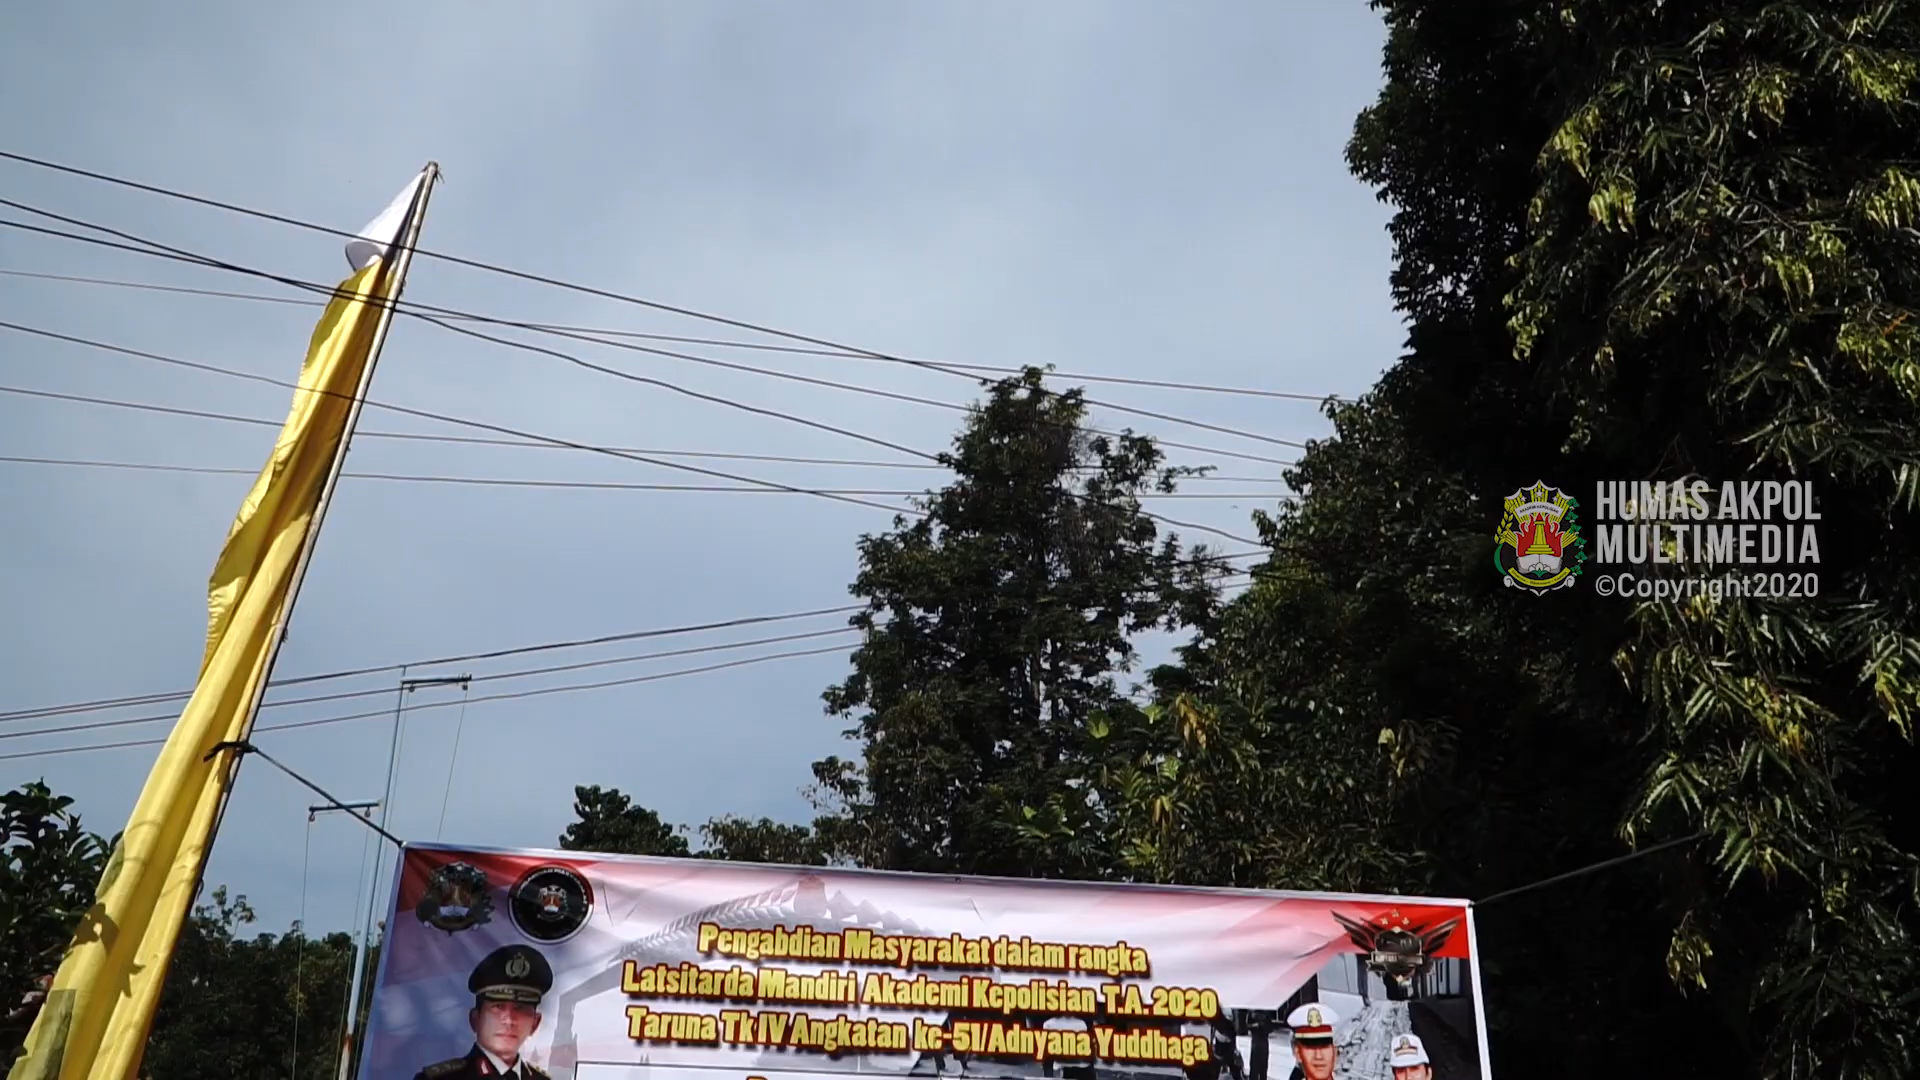 HUMAS AKPOL
MULTIMEDIA
©Copyright2020
Pengabdian Masyarakat dalam rangka
Latsitarda Mandiri Akademi Kepolisian T.A. 2020
Taruna Tk IV Angkatan ke-51/Adnyana Yuddhaga